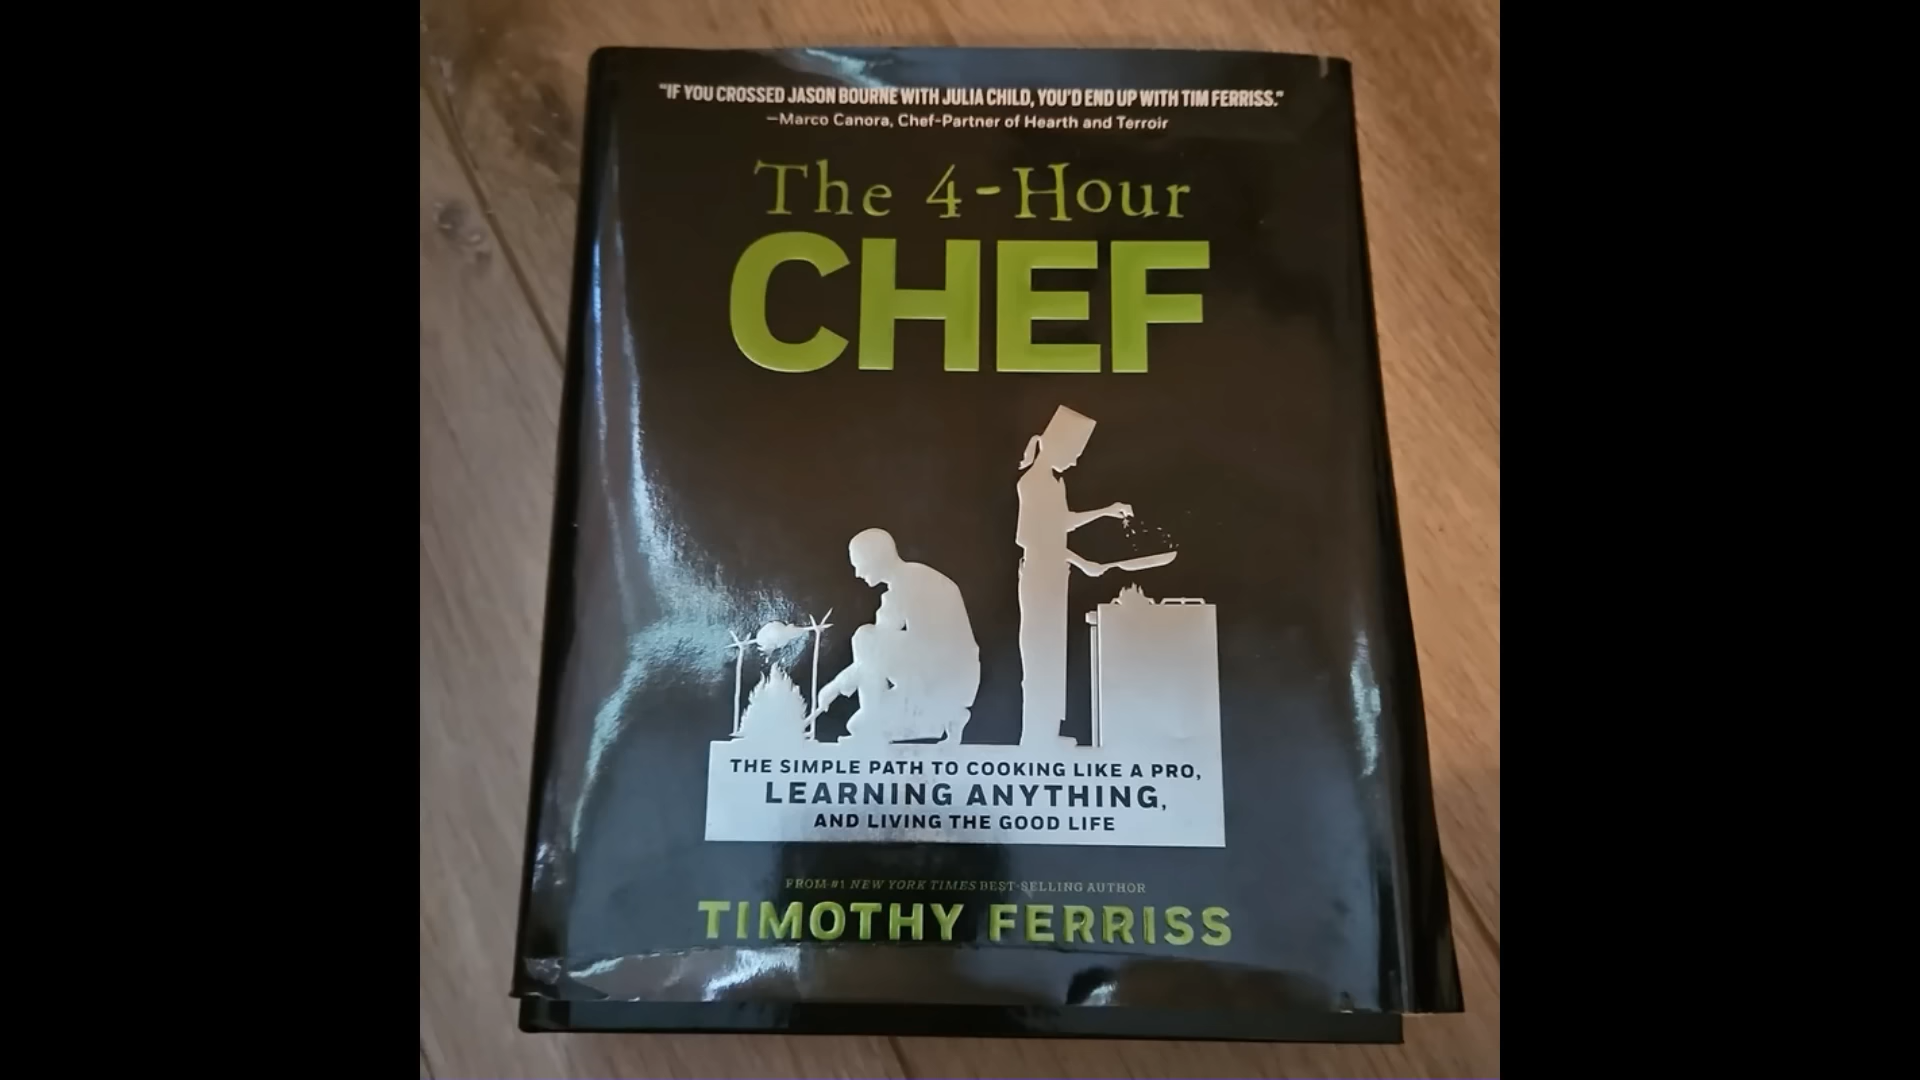 "IF YOU CROSSED JASON BOURNE WITH JULIA CHILD, YOU'D END UP WITH TIM FERRISS."
—Marco Canora, Chef-Partner of Hearth and Terroir
The 4-Hour
CHEF
THE SIMPLE PATH TO COOKING LIKE A PRO,
LEARNING ANYTHING,
AND LIVING THE GOOD LIFE
FROM #1 NEW YORK TIMES BEST-SELLING AUTHOR
TIMOTHY FERRISS